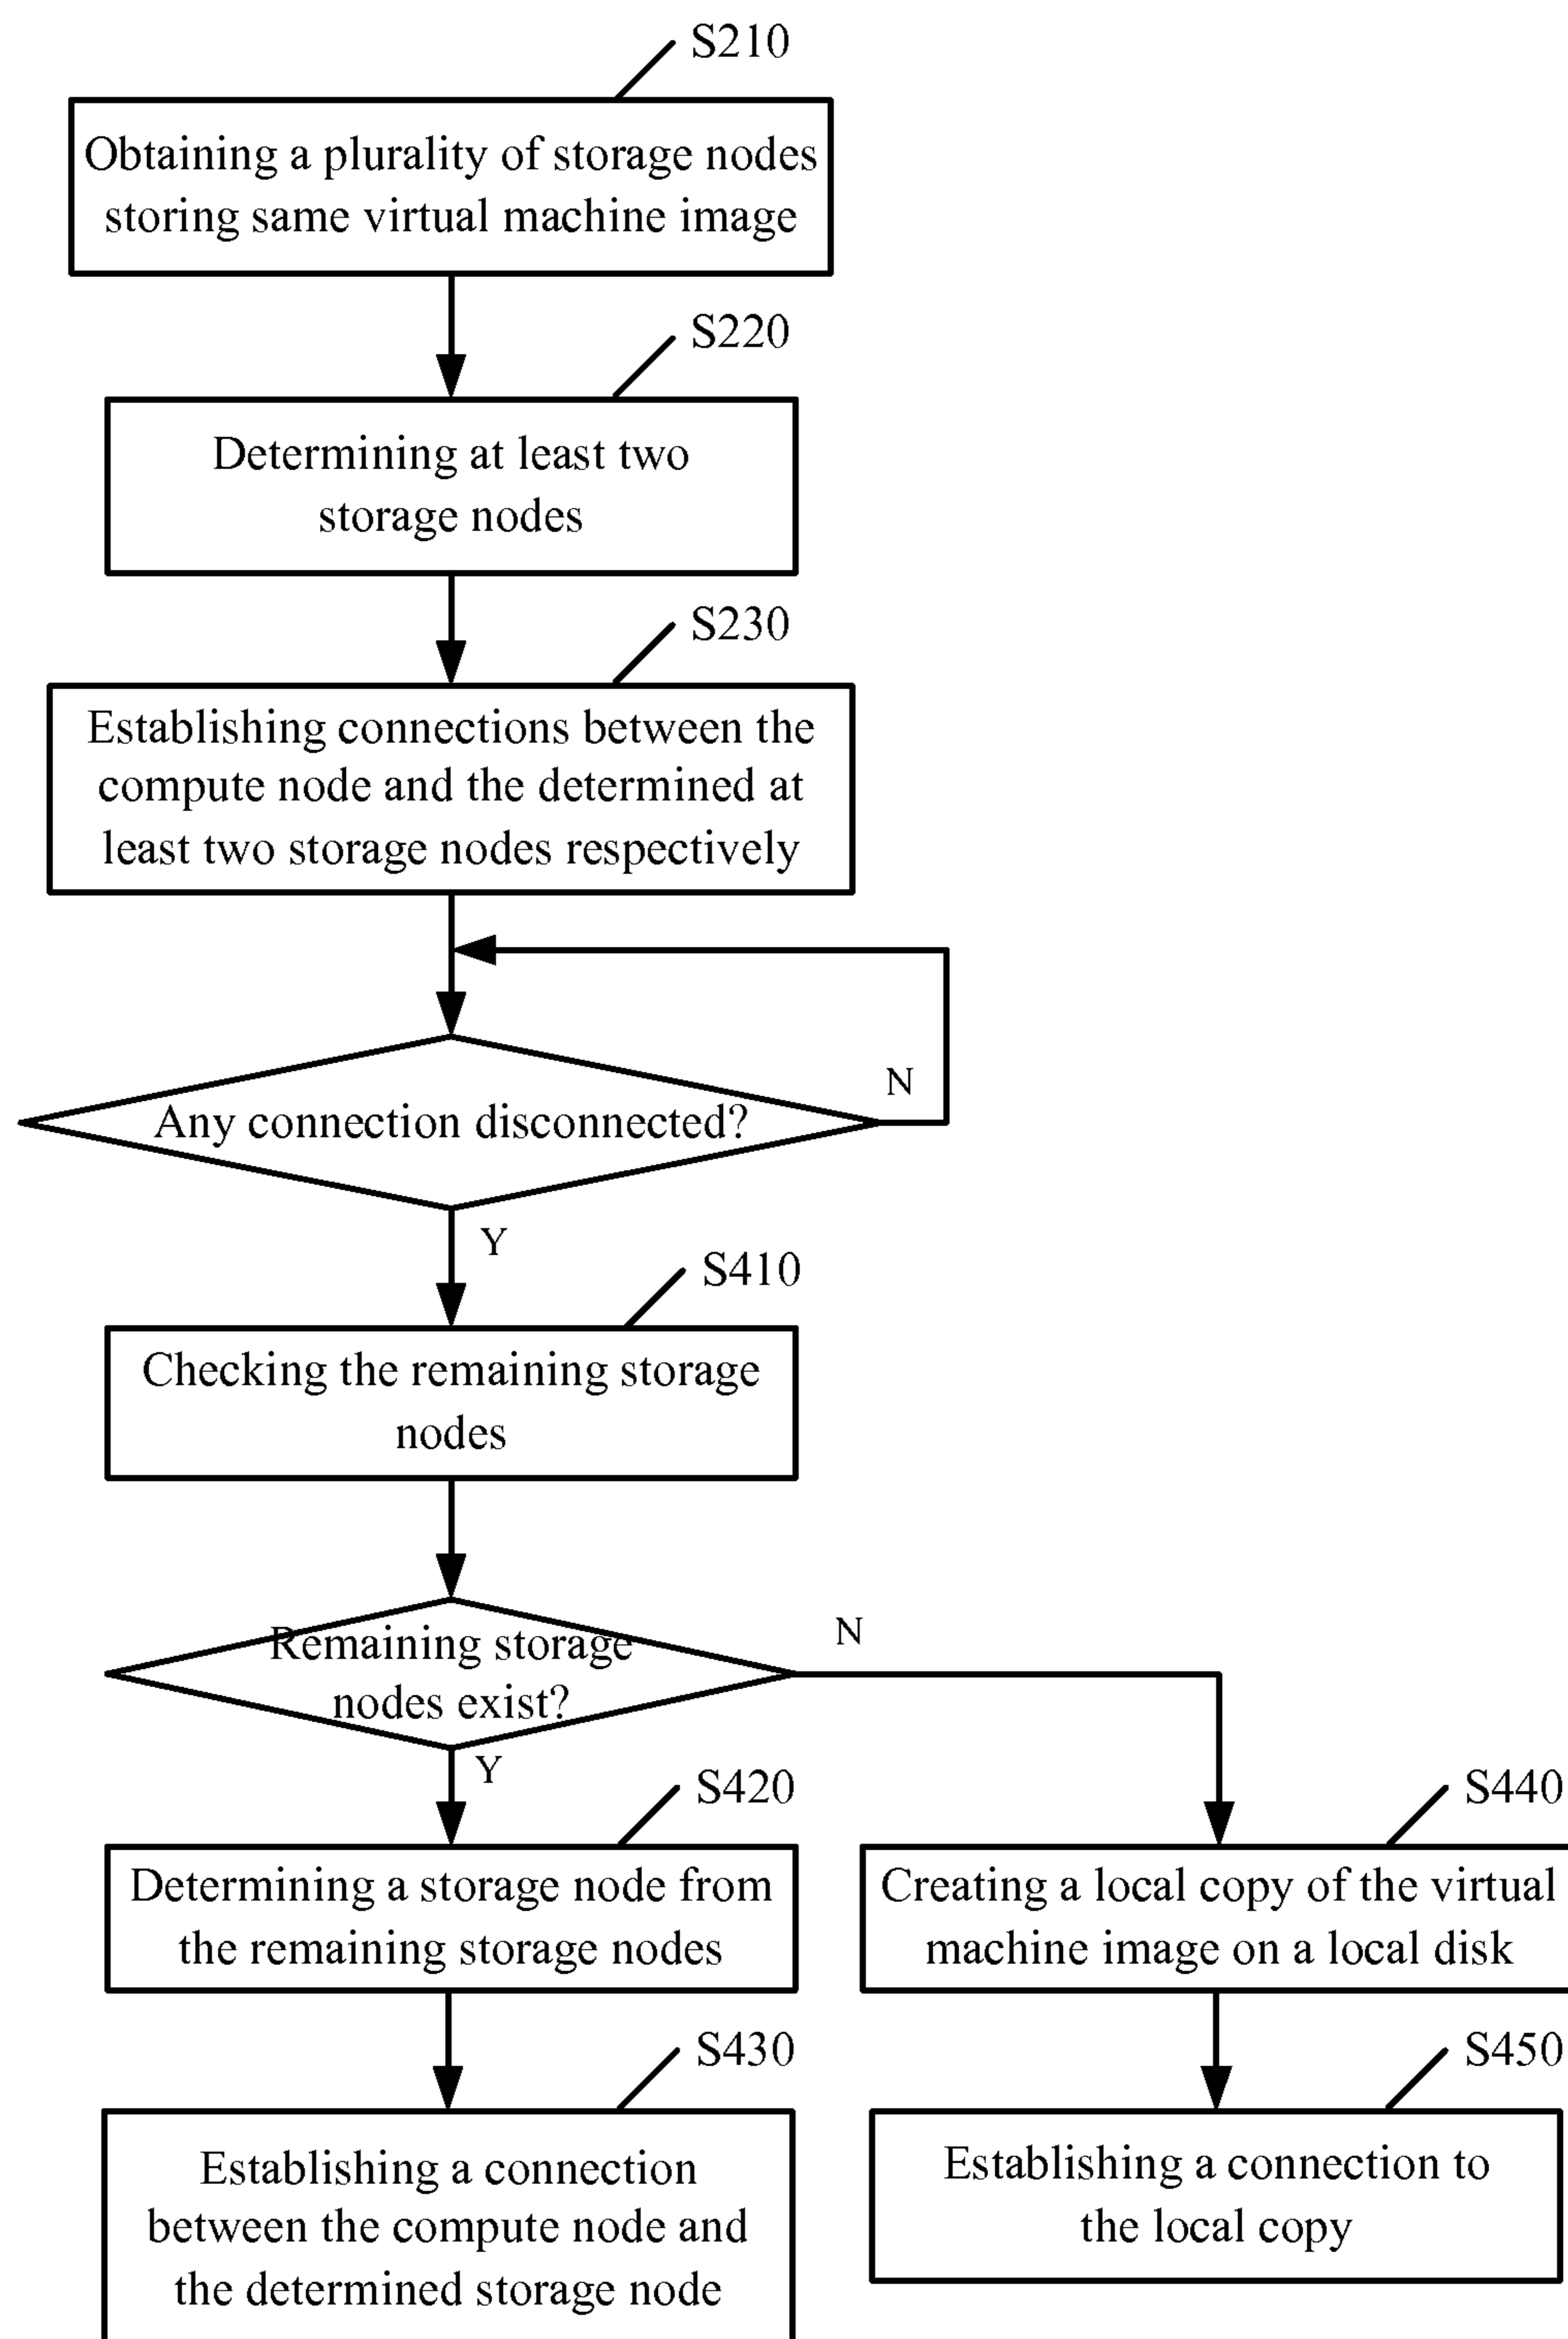 S210
Obtaining a plurality of storage nodes
storing same virtual machine image
S220
Determining at least two
storage nodes
S230
Establishing connections between the
compute node and the determined at
least two storage nodes respectively
N
Any connection disconnected?
Y
S410
Checking the remaining storage
nodes
N
Remaining storage
nodes exist?
Y
S420
Determining a storage node from
the remaining storage nodes
S440
Creating a local copy of the virtual
machine image on a local disk
S430
Establishing a connection
between the compute node and
the determined storage node
S450
Establishing a connection to
the local copy